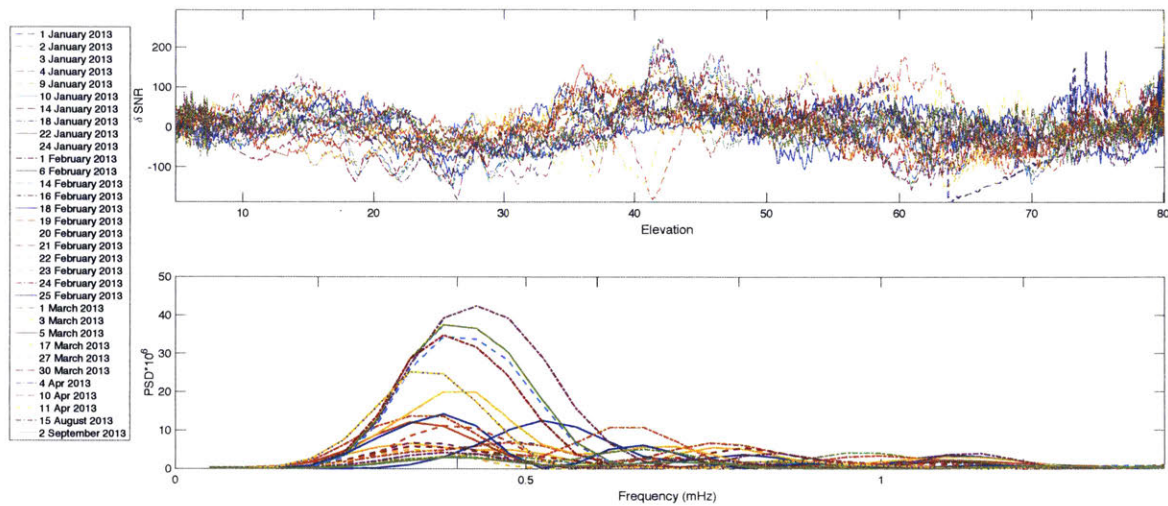 1 January 2013
2 January 2013
3 January 2013
4 January 2013
9 January 2013
10 January 2013
14 January 2013
18 January 2013
22 January 2013
24 January 2013
1 February 2013
6 February 2013
14 February 2013
16 February 2013
18 February 2013
19 February 2013
20 February 2013
21 February 2013
22 February 2013
23 February 2013
24 February 2013
25 February 2013
1 March 2013
3 March 2013
5 March 2013
17 March 2013
27 March 2013
30 March 2013
4 Apr 2013
10 Apr 2013
11 Apr 2013
15 August 2013
2 September 2013
200
100
0
-100
δ SNR
10 20 30 40 50 60 70 80
Elevation
50
40
30
20
10
0
PSD*10^6
0 0.5 1
Frequency (mHz)